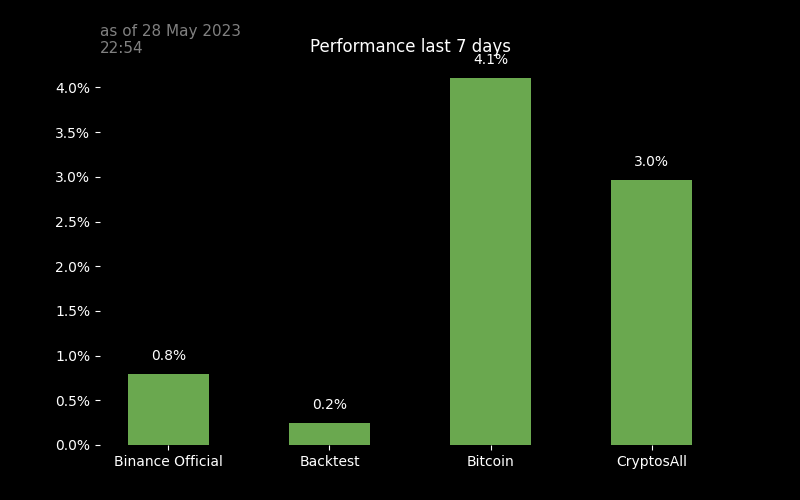 as of 28 May 2023
22:54
Performance last 7 days
4.1%
4.0%
3.5%
3.0%
3.0%
2.5%
2.0%
1.5%
1.0%
0.8%
0.5%
0.2%
0.0%
Binance Official
Backtest
Bitcoin
CryptosAll